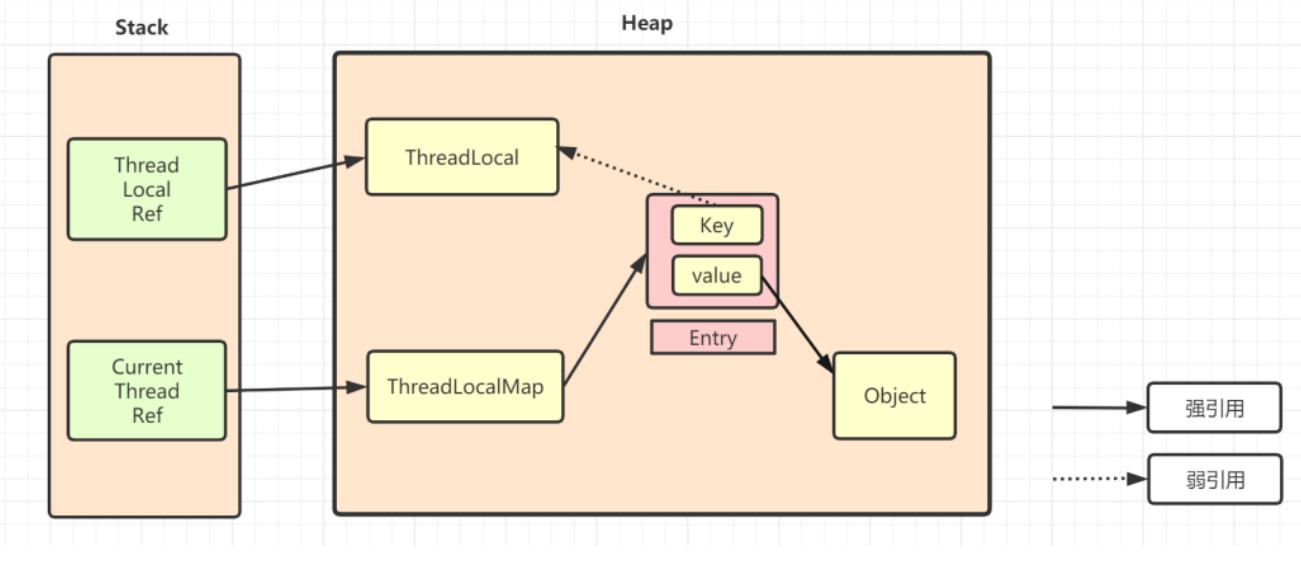 Stack
Heap
Thread
Local
Ref
ThreadLocal
Key
value
Entry
Current
Thread
Ref
ThreadLocalMap
Object
强引用
弱引用